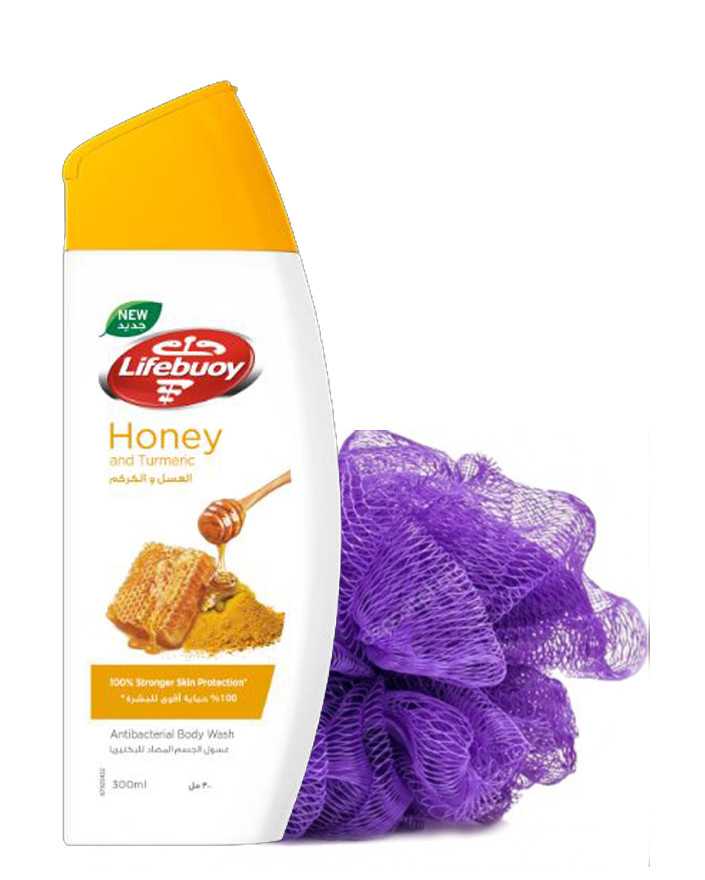 NEW
جديد
Lifebuoy
Honey
and Turmeric
العسل و الكركم
100% Stronger Skin Protection*
%100 حماية أقوى للبشرة*
Antibacterial Body Wash
غسول الجسم المضاد للبكتيريا
300ml ٣٠٠ مل